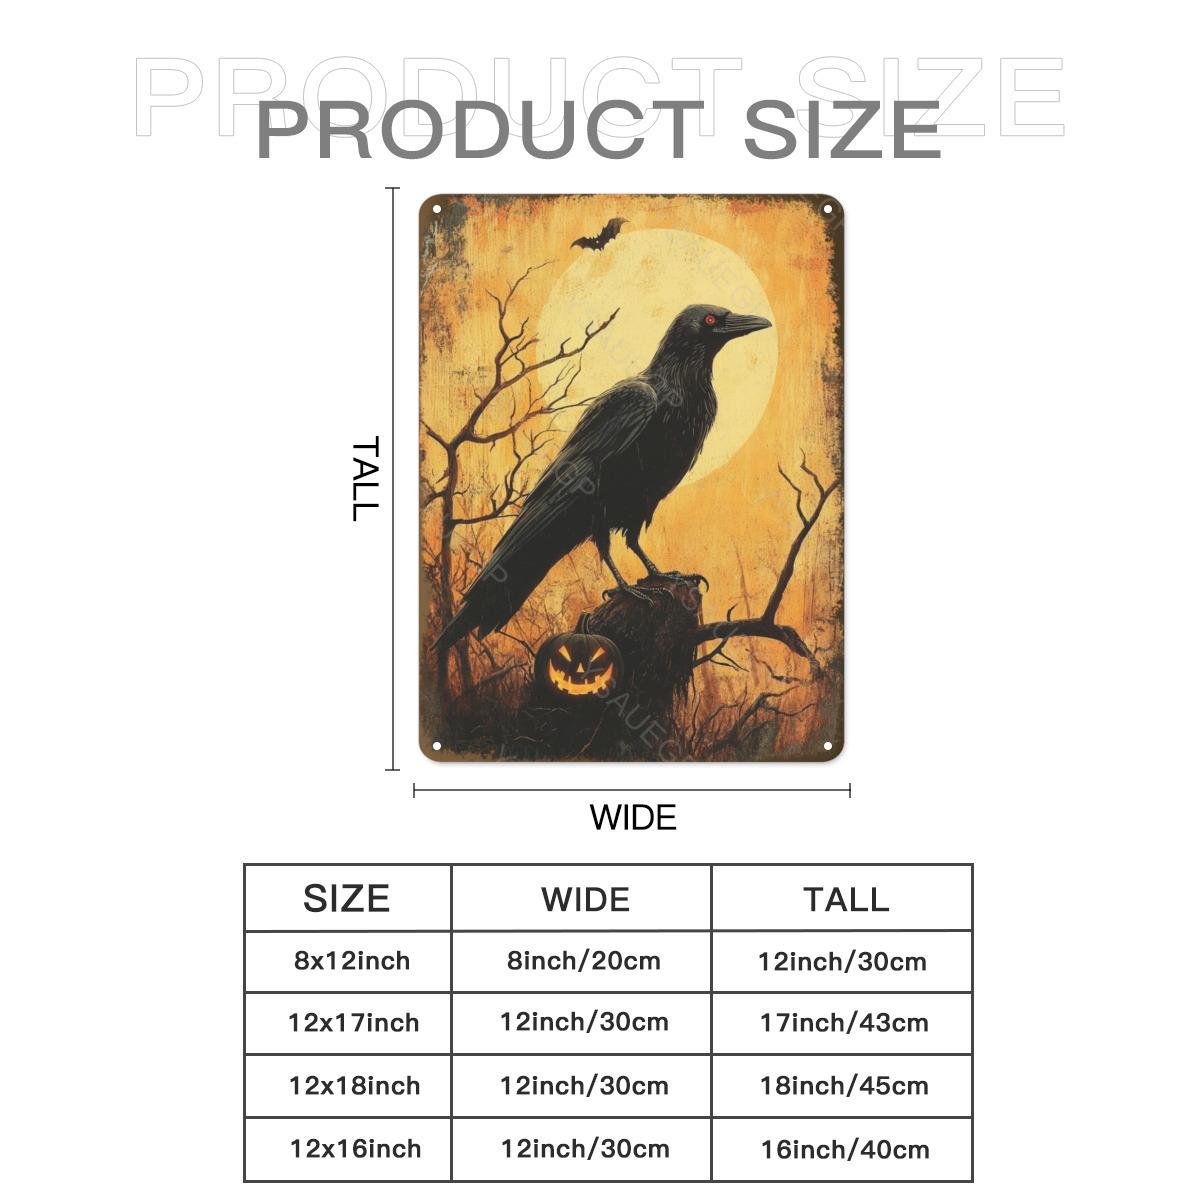 PRODUCT SIZE
PRODUCT SIZE
TALL
WIDE
SIZE WIDE TALL
8x12inch 8inch/20cm 12inch/30cm
12x17inch 12inch/30cm 17inch/43cm
12x18inch 12inch/30cm 18inch/45cm
12x16inch 12inch/30cm 16inch/40cm